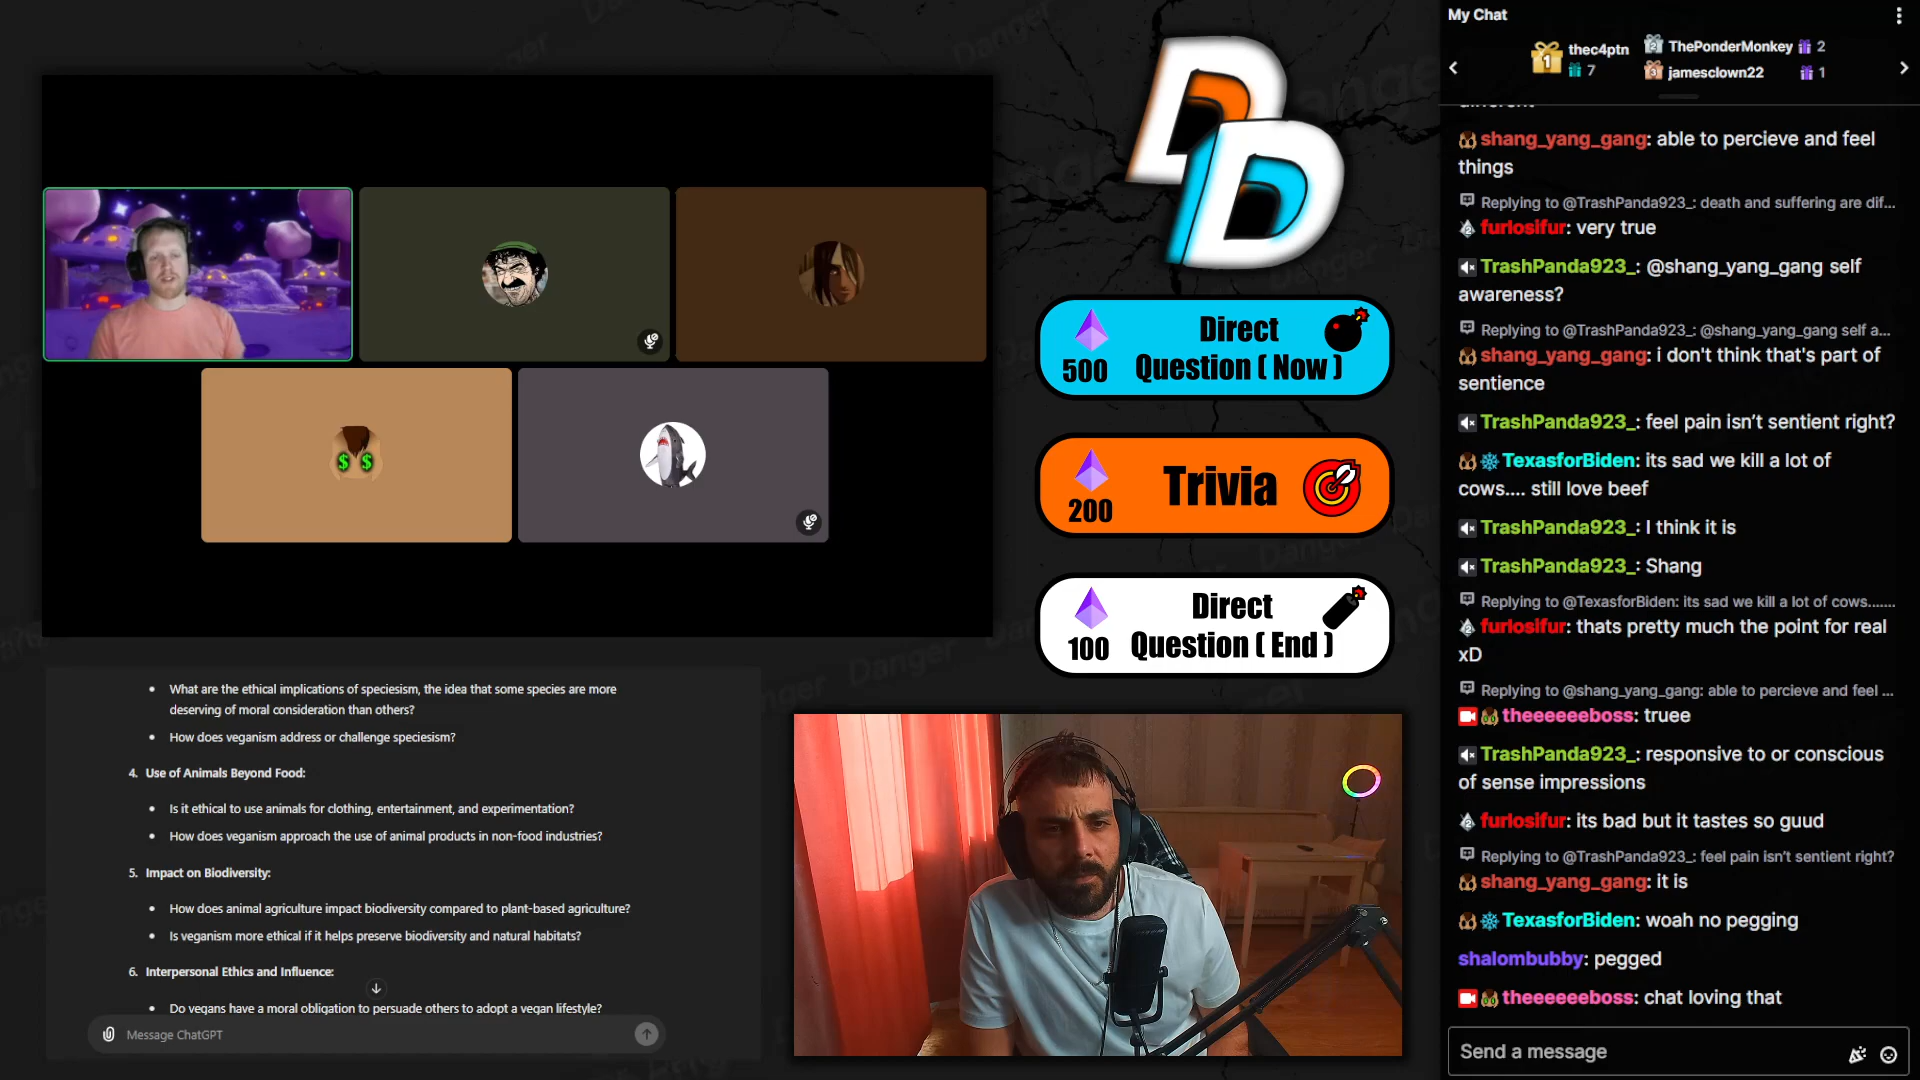 My Chat
1
thec4ptn
7
2
ThePonderMonkey
2
3
jamesclown22
1
different
shang_yang_gang: able to percieve and feel
things
Replying to @TrashPanda923_: death and suffering are dif...
furlosifur: very true
TrashPanda923_: @shang_yang_gang self
awareness?
Replying to @TrashPanda923_: @shang_yang_gang self a...
shang_yang_gang: i don't think that's part of
sentience
TrashPanda923_: feel pain isn't sentient right?
TexasforBiden: its sad we kill a lot of
cows.... still love beef
TrashPanda923_: I think it is
TrashPanda923_: Shang
Replying to @TexasforBiden: its sad we kill a lot of cows.......
furlosifur: thats pretty much the point for real
xD
Replying to @shang_yang_gang: able to percieve and feel ...
theeeeeeboss: truee
TrashPanda923_: responsive to or conscious
of sense impressions
furlosifur: its bad but it tastes so guud
Replying to @TrashPanda923_: feel pain isn't sentient right?
shang_yang_gang: it is
TexasforBiden: woah no pegging
shalombubby: pegged
theeeeeeboss: chat loving that
Send a message
DD
500
Direct
Question ( Now )
200
Trivia
100
Direct
Question ( End )
$ $
• What are the ethical implications of speciesism, the idea that some species are more
deserving of moral consideration than others?
• How does veganism address or challenge speciesism?
4. Use of Animals Beyond Food:
• Is it ethical to use animals for clothing, entertainment, and experimentation?
• How does veganism approach the use of animal products in non-food industries?
5. Impact on Biodiversity:
• How does animal agriculture impact biodiversity compared to plant-based agriculture?
• Is veganism more ethical if it helps preserve biodiversity and natural habitats?
6. Interpersonal Ethics and Influence:
• Do vegans have a moral obligation to persuade others to adopt a vegan lifestyle?
Message ChatGPT
Danger